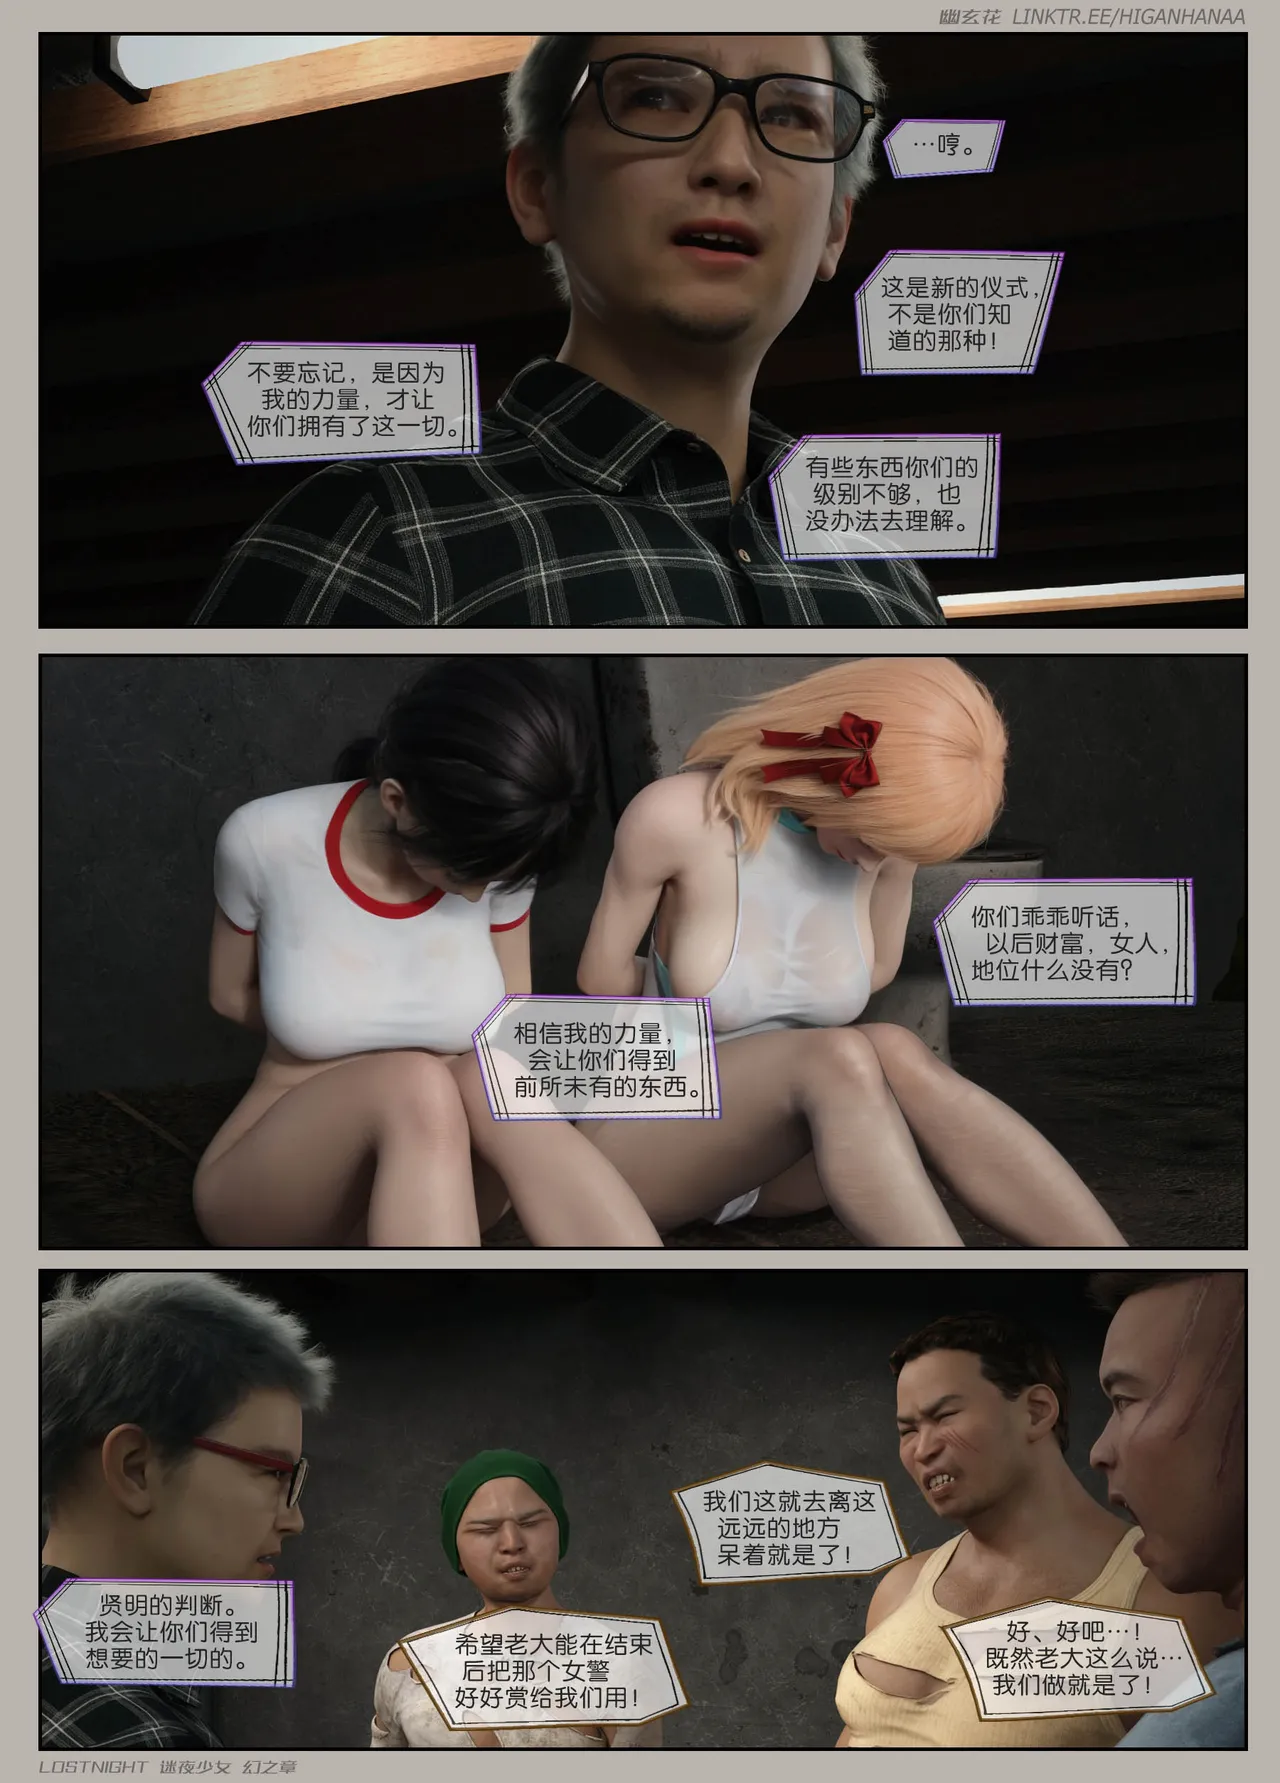 幽玄花 LINKTR.EE/HIGANHANAA
…哼。
这是新的仪式，
不是你们知
道的那种！
不要忘记，是因为
我的力量，才让
你们拥有了这一切。
有些东西你们的
级别不够，也
没办法去理解。
你们乖乖听话，
以后财富，女人，
地位什么没有？
相信我的力量，
会让你们得到
前所未有的东西。
我们这就去离这
远远的地方
呆着就是了！
贤明的判断。
我会让你们得到
想要的一切的。
希望老大能在结束
后把那个女警
好好赏给我们用！
好、好吧…！
既然老大这么说…
我们做就是了！
LOSTNIGHT 迷夜少女 幻之章